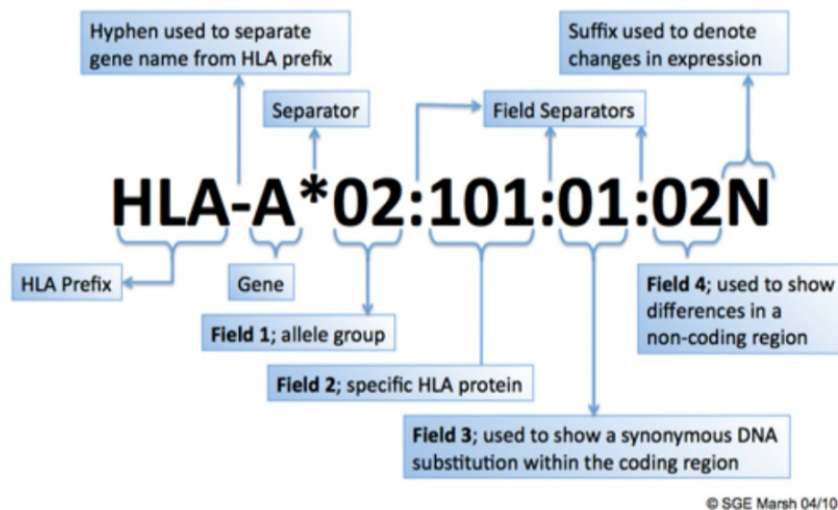 Hyphen used to separate
gene name from HLA prefix
Suffix used to denote
changes in expression
Separator
Field Separators
HLA-A*02:101:01:02N
HLA Prefix
Gene
Field 4; used to show
differences in a
non-coding region
Field 1; allele group
Field 2; specific HLA protein
Field 3; used to show a synonymous DNA
substitution within the coding region
© SGE Marsh 04/10